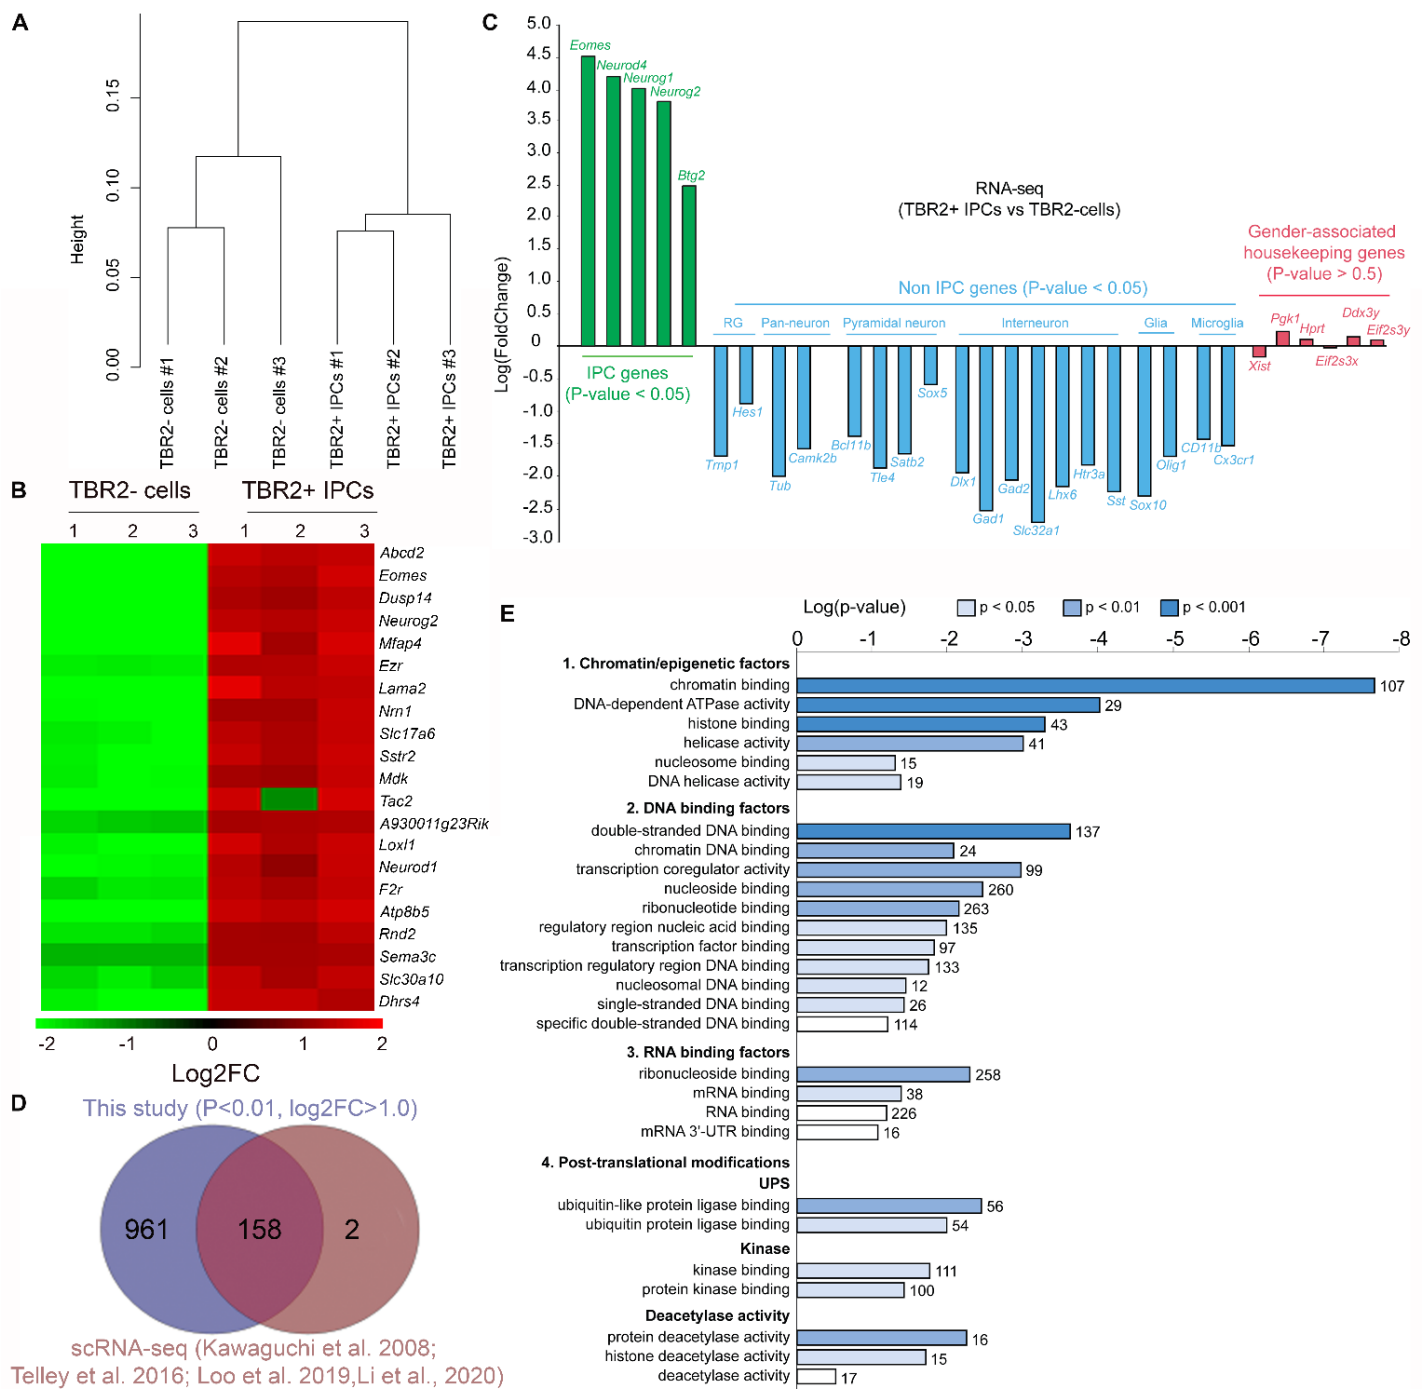 A
Height
0.15
0.10
0.05
0.00
TBR2- cells #1
TBR2- cells #2
TBR2- cells #3
TBR2+ IPCs #1
TBR2+ IPCs #2
TBR2+ IPCs #3
B
TBR2- cells
TBR2+ IPCs
1 2 3 1 2 3
Abcd2
Eomes
Dusp14
Neurog2
Mfap4
Ezr
Lama2
Nrn1
Slc17a6
Sstr2
Mdk
Tac2
A930011g23Rik
Loxl1
Neurod1
F2r
Atp8b5
Rnd2
Sema3c
Slc30a10
Dhrs4
-2 -1 0 1 2
Log2FC
C
Log(FoldChange)
5.0
4.5
4.0
3.5
3.0
2.5
2.0
1.5
1.0
0.5
0
-0.5
-1.0
-1.5
-2.0
-2.5
-3.0
Eomes
Neurod4
Neurog1
Neurog2
Btg2
IPC genes
(P-value < 0.05)
RNA-seq
(TBR2+ IPCs vs TBR2-cells)
Non IPC genes (P-value < 0.05)
RG
Pan-neuron
Pyramidal neuron
Interneuron
Glia
Microglia
Trnp1
Hes1
Tub
Camk2b
Bcl11b
Tle4
Satb2
Sox5
Dlx1
Gad1
Gad2
Slc32a1
Lhx6
Htr3a
Sst
Sox10
Olig1
CD11b
Cx3cr1
Gender-associated
housekeeping genes
(P-value > 0.5)
Xist
Pgk1
Hprt
Eif2s3x
Ddx3y
Eif2s3y
D
This study (P<0.01, log2FC>1.0)
961 158 2
scRNA-seq (Kawaguchi et al. 2008;
Telley et al. 2016; Loo et al. 2019,Li et al., 2020)
E
Log(p-value)
p < 0.05
p < 0.01
p < 0.001
0 -1 -2 -3 -4 -5 -6 -7 -8
1. Chromatin/epigenetic factors
chromatin binding 107
DNA-dependent ATPase activity 29
histone binding 43
helicase activity 41
nucleosome binding 15
DNA helicase activity 19
2. DNA binding factors
double-stranded DNA binding 137
chromatin DNA binding 24
transcription coregulator activity 99
nucleoside binding 260
ribonucleotide binding 263
regulatory region nucleic acid binding 135
transcription factor binding 97
transcription regulatory region DNA binding 133
nucleosomal DNA binding 12
single-stranded DNA binding 26
specific double-stranded DNA binding 114
3. RNA binding factors
ribonucleoside binding 258
mRNA binding 38
RNA binding 226
mRNA 3'-UTR binding 16
4. Post-translational modifications
UPS
ubiquitin-like protein ligase binding 56
ubiquitin protein ligase binding 54
Kinase
kinase binding 111
protein kinase binding 100
Deacetylase activity
protein deacetylase activity 16
histone deacetylase activity 15
deacetylase activity 17